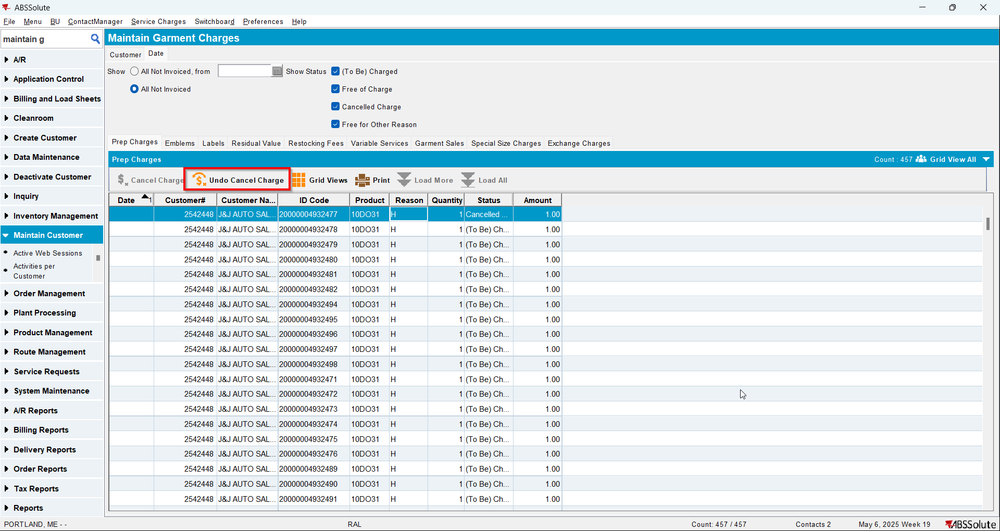 ABSSolute
File Menu BU ContactManager Service Charges Switchboard Preferences Help
maintain g
Maintain Garment Charges
Customer Date
Show All Not Invoiced, from 15 Show Status (To Be) Charged
All Not Invoiced Free of Charge
Cancelled Charge
Free for Other Reason
A/R
Application Control
Billing and Load Sheets
Cleanroom
Create Customer
Data Maintenance
Deactivate Customer
Inquiry
Inventory Management
Maintain Customer
Active Web Sessions
Activities per
Customer
Order Management
Plant Processing
Product Management
Route Management
Service Requests
System Maintenance
A/R Reports
Billing Reports
Delivery Reports
Order Reports
Tax Reports
Reports
Prep Charges Emblems Labels Residual Value Restocking Fees Variable Services Garment Sales Special Size Charges Exchange Charges
Prep Charges Count : 457 Grid View All
Cancel Charge Undo Cancel Charge Grid Views Print Load More Load All
Date 1 Customer# Customer Na... ID Code Product Reason Quantity Status Amount
2542448 J&J AUTO SAL... 20000004932477 10DO31 H 1 Cancelled ... 1.00
2542448 J&J AUTO SAL... 20000004932478 10DO31 H 1 (To Be) Ch... 1.00
2542448 J&J AUTO SAL... 20000004932479 10DO31 H 1 (To Be) Ch... 1.00
2542448 J&J AUTO SAL... 20000004932480 10DO31 H 1 (To Be) Ch... 1.00
2542448 J&J AUTO SAL... 20000004932481 10DO31 H 1 (To Be) Ch... 1.00
2542448 J&J AUTO SAL... 20000004932482 10DO31 H 1 (To Be) Ch... 1.00
2542448 J&J AUTO SAL... 20000004932494 10DO31 H 1 (To Be) Ch... 1.00
2542448 J&J AUTO SAL... 20000004932495 10DO31 H 1 (To Be) Ch... 1.00
2542448 J&J AUTO SAL... 20000004932496 10DO31 H 1 (To Be) Ch... 1.00
2542448 J&J AUTO SAL... 20000004932497 10DO31 H 1 (To Be) Ch... 1.00
2542448 J&J AUTO SAL... 20000004932498 10DO31 H 1 (To Be) Ch... 1.00
2542448 J&J AUTO SAL... 20000004932471 10DO31 H 1 (To Be) Ch... 1.00
2542448 J&J AUTO SAL... 20000004932472 10DO31 H 1 (To Be) Ch... 1.00
2542448 J&J AUTO SAL... 20000004932473 10DO31 H 1 (To Be) Ch... 1.00
2542448 J&J AUTO SAL... 20000004932474 10DO31 H 1 (To Be) Ch... 1.00
2542448 J&J AUTO SAL... 20000004932475 10DO31 H 1 (To Be) Ch... 1.00
2542448 J&J AUTO SAL... 20000004932476 10DO31 H 1 (To Be) Ch... 1.00
2542448 J&J AUTO SAL... 20000004932489 10DO31 H 1 (To Be) Ch... 1.00
2542448 J&J AUTO SAL... 20000004932490 10DO31 H 1 (To Be) Ch... 1.00
2542448 J&J AUTO SAL... 20000004932491 10DO31 H 1 (To Be) Ch... 1.00
PORTLAND, ME - - RAL Count: 457 / 457 Contacts 2 May 6, 2025 Week 19 ABSSolute